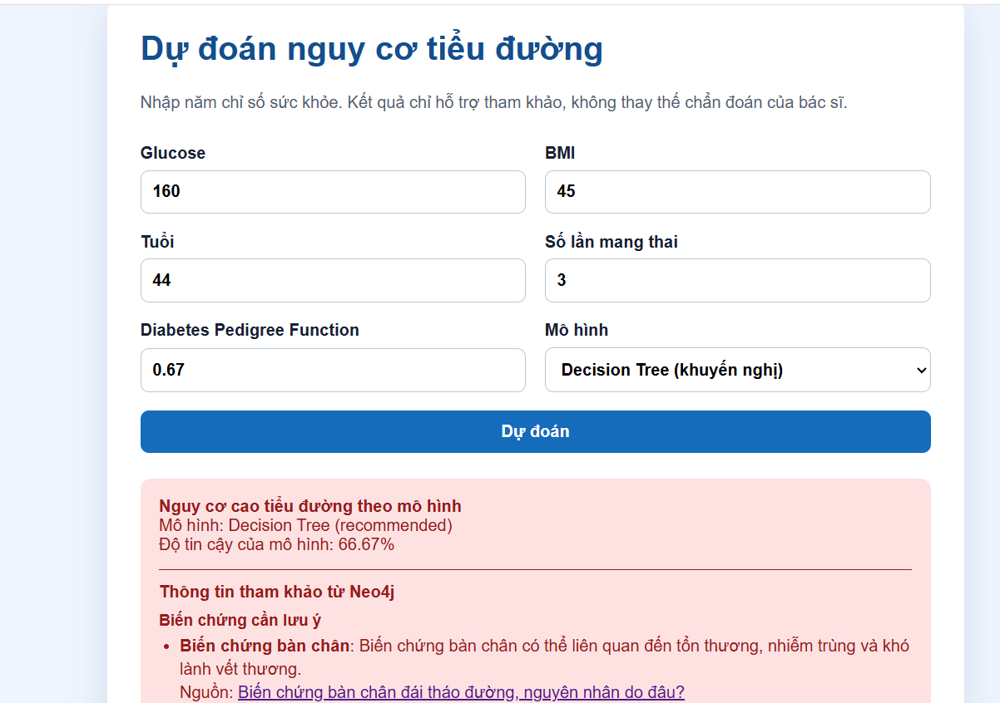 Dự đoán nguy cơ tiểu đường
Nhập năm chỉ số sức khỏe. Kết quả chỉ hỗ trợ tham khảo, không thay thế chẩn đoán của bác sĩ.
Glucose
BMI
160
45
Tuổi
Số lần mang thai
44
3
Diabetes Pedigree Function
Mô hình
0.67
Decision Tree (khuyến nghị)
Dự đoán
Nguy cơ cao tiểu đường theo mô hình
Mô hình: Decision Tree (recommended)
Độ tin cậy của mô hình: 66.67%
Thông tin tham khảo từ Neo4j
Biến chứng cần lưu ý
• Biến chứng bàn chân: Biến chứng bàn chân có thể liên quan đến tổn thương, nhiễm trùng và khó
lành vết thương.
Nguồn: Biến chứng bàn chân đái tháo đường, nguyên nhân do đâu?